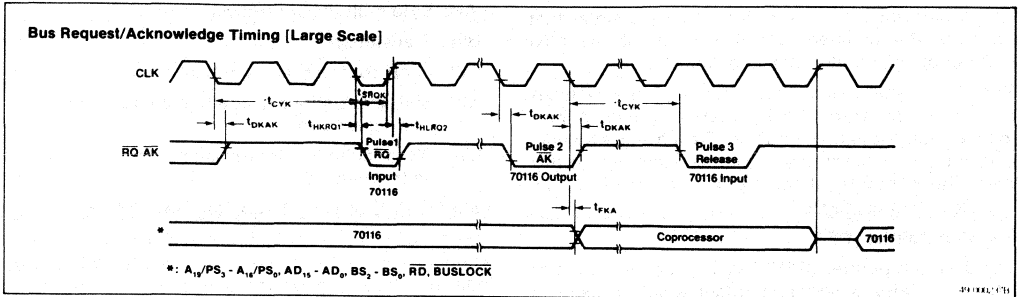 Bus Request/Acknowledge Timing [Large Scale]
CLK
tSRQK
tCYK
tCYK
tDKAK
tHKRQ1
tHLRQ2
tDKAK
tDKAK
RQ AK
Pulse1
RQ
Input
70116
Pulse 2
AK
70116 Output
Pulse 3
Release
70116 Input
tFKA
*
70116
Coprocessor
70116
*: A19/PS3 - A16/PS0, AD15 - AD0, BS2 - BS0, RD, BUSLOCK